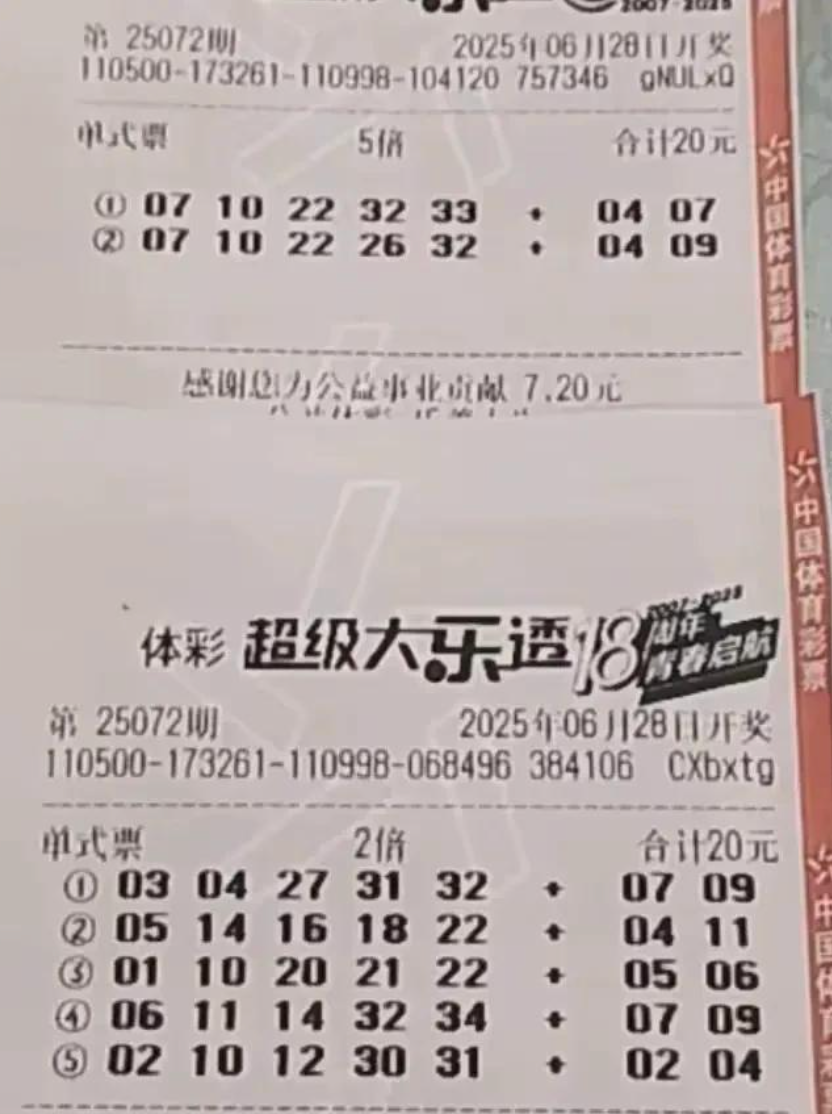 2007-2025
第 25072期 2025年06月28日开奖
110500-173261-110998-104120 757346 gNULxQ
单式票 5倍 合计20元
① 07 10 22 32 33 + 04 07
② 07 10 22 26 32 + 04 09
感谢您为公益事业贡献 7.20元
中国体育彩票
体彩 超级大乐透 18周年 2007-2025
青春启航
第 25072期 2025年06月28日开奖
110500-173261-110998-068496 384106 CXbxtg
单式票 2倍 合计20元
① 03 04 27 31 32 + 07 09
② 05 14 16 18 22 + 04 11
③ 01 10 20 21 22 + 05 06
④ 06 11 14 32 34 + 07 09
⑤ 02 10 12 30 31 + 02 04
中国体育彩票
中国体育